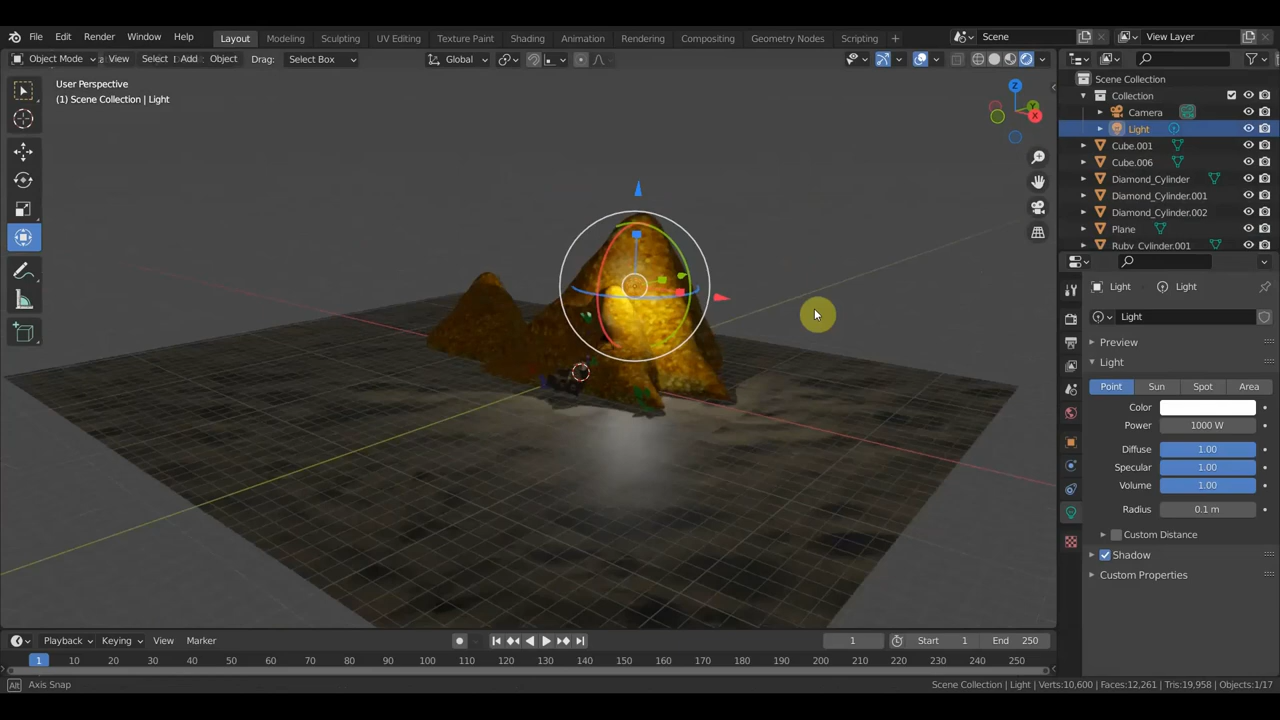 File Edit Render Window Help Layout Modeling Sculpting UV Editing Texture Paint Shading Animation Rendering Compositing Geometry Nodes Scripting + Scene View Layer
Object Mode View Select Add Object Drag: Select Box Global
User Perspective
(1) Scene Collection | Light
Z
Y
X
Scene Collection
Collection
Camera
Light
Cube.001
Cube.006
Diamond_Cylinder
Diamond_Cylinder.001
Diamond_Cylinder.002
Plane
Ruby_Cylinder.001
Light Light
Light
Preview
Light
Point Sun Spot Area
Color
Power 1000 W
Diffuse 1.00
Specular 1.00
Volume 1.00
Radius 0.1 m
Custom Distance
Shadow
Custom Properties
Playback Keying View Marker 1 Start 1 End 250
1 10 20 30 40 50 60 70 80 90 100 110 120 130 140 150 160 170 180 190 200 210 220 230 240 250
Alt Axis Snap Scene Collection | Light | Verts:10,600 | Faces:12,261 | Tris:19,958 | Objects:1/17